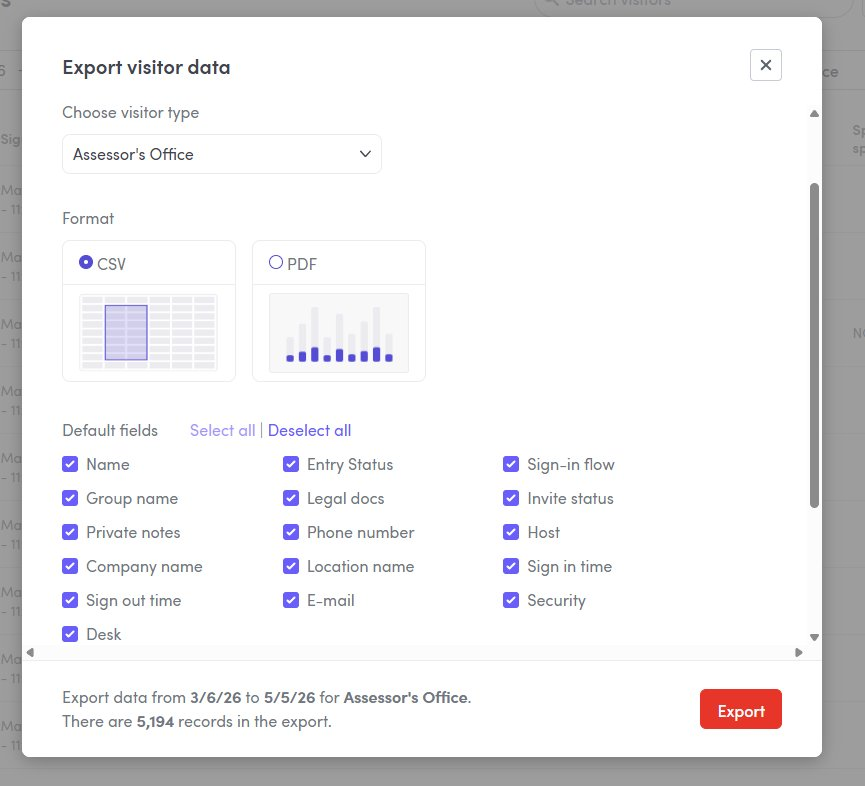 Search visitors
Export visitor data
Choose visitor type
Assessor's Office
Format
CSV
PDF
Default fields Select all | Deselect all
Name Entry Status Sign-in flow
Group name Legal docs Invite status
Private notes Phone number Host
Company name Location name Sign in time
Sign out time E-mail Security
Desk
Export data from 3/6/26 to 5/5/26 for Assessor's Office.
There are 5,194 records in the export.
Export